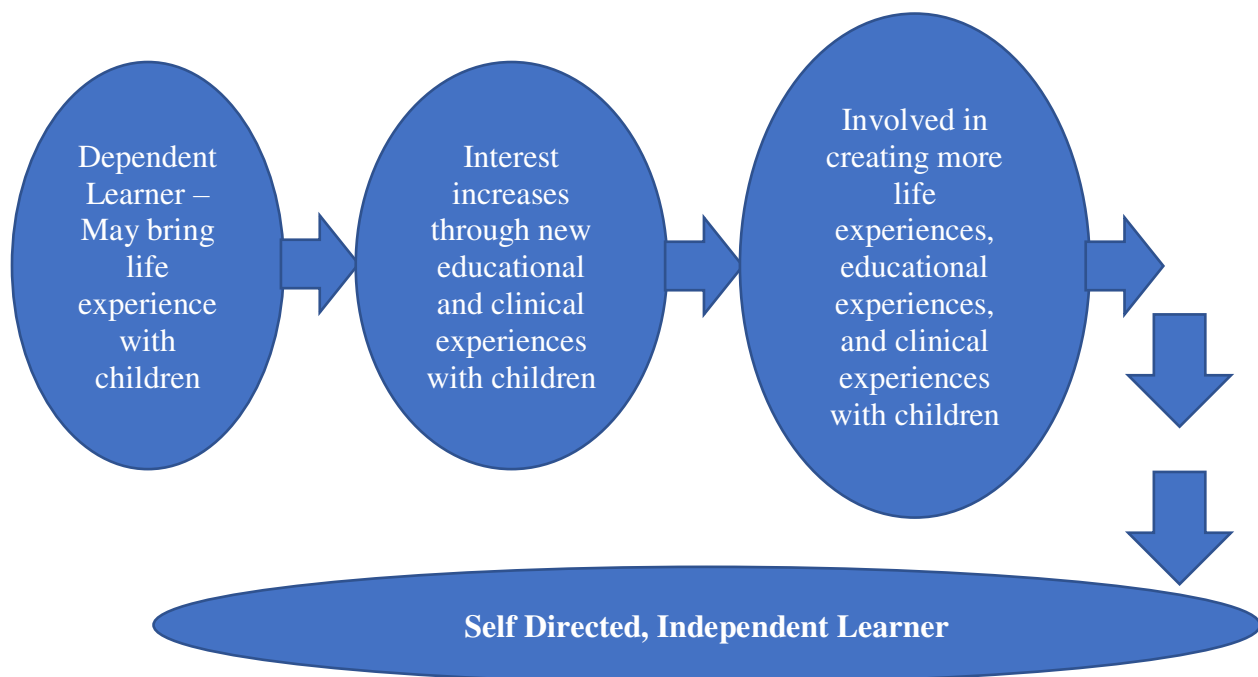 Dependent
Learner –
May bring
life
experience
with
children
Interest
increases
through new
educational
and clinical
experiences
with children
Involved in
creating more
life
experiences,
educational
experiences,
and clinical
experiences
with children
Self Directed, Independent Learner